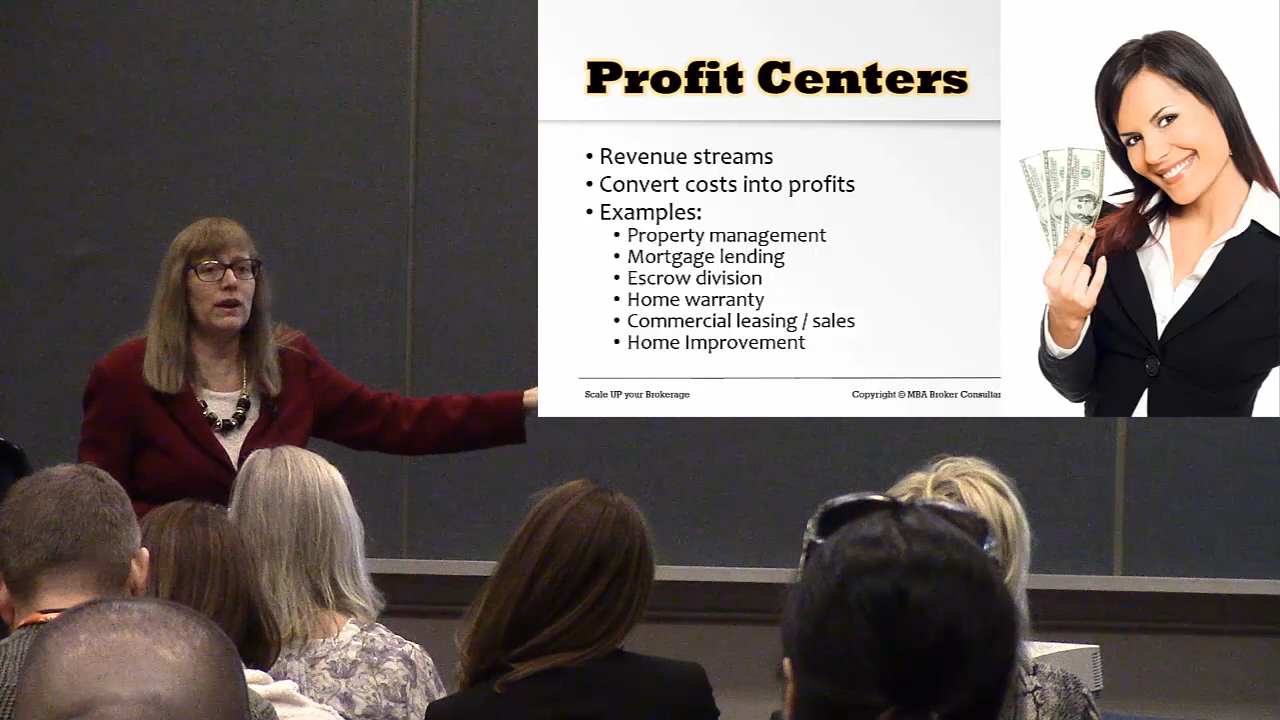 Profit Centers
• Revenue streams
• Convert costs into profits
• Examples:
• Property management
• Mortgage lending
• Escrow division
• Home warranty
• Commercial leasing / sales
• Home Improvement
Scale UP your Brokerage
Copyright © MBA Broker Consultan